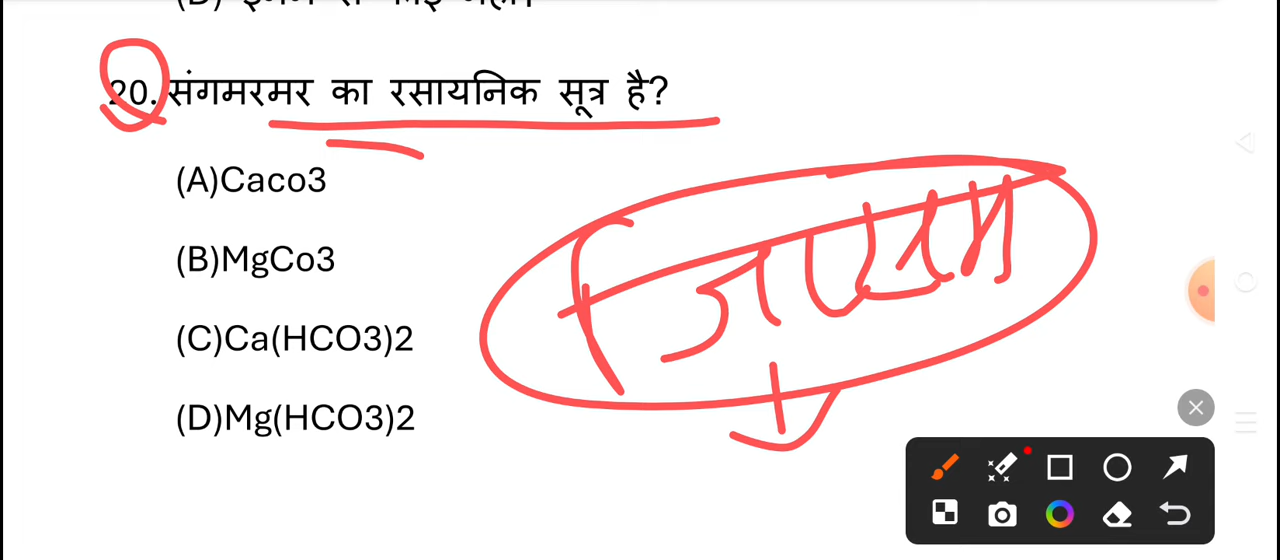 20. संगमरमर का रसायनिक सूत्र है?
(A)Caco3
(B)MgCo3
(C)Ca(HCO3)2
(D)Mg(HCO3)2